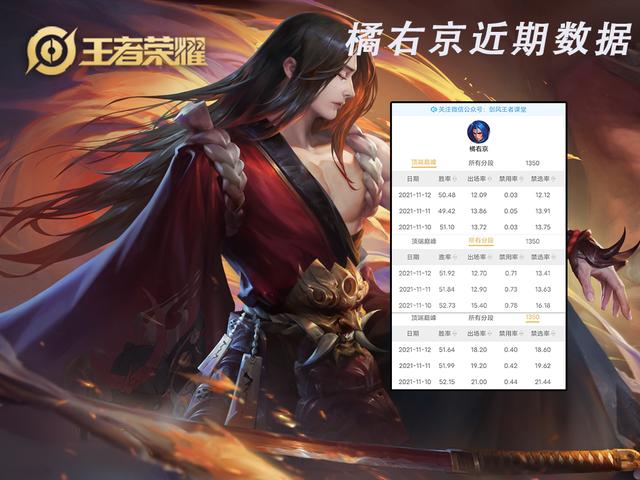 王者荣耀
橘右京近期数据
关注微信公众号：剑风王者课堂
橘右京
顶端巅峰 所有分段 1350
日期 胜率 出场率 禁用率 禁选率
2021-11-12 50.48 12.09 0.03 12.12
2021-11-11 49.42 13.86 0.05 13.91
2021-11-10 51.10 13.72 0.03 13.75
顶端巅峰 所有分段 1350
日期 胜率 出场率 禁用率 禁选率
2021-11-12 51.92 12.70 0.71 13.41
2021-11-11 51.84 12.90 0.73 13.63
2021-11-10 52.73 15.40 0.78 16.18
顶端巅峰 所有分段 1350
日期 胜率 出场率 禁用率 禁选率
2021-11-12 51.64 18.20 0.40 18.60
2021-11-11 51.99 19.20 0.42 19.62
2021-11-10 52.15 21.00 0.44 21.44